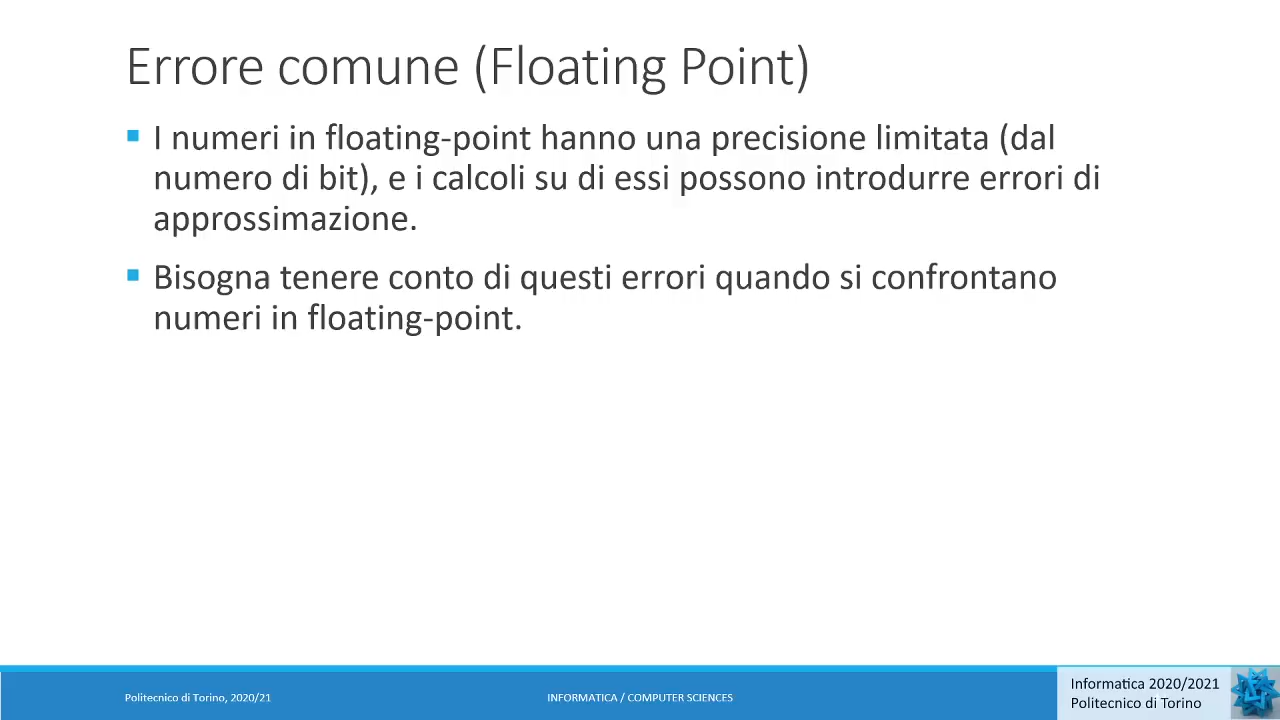 Errore comune (Floating Point)
▪ I numeri in floating-point hanno una precisione limitata (dal
numero di bit), e i calcoli su di essi possono introdurre errori di
approssimazione.
▪ Bisogna tenere conto di questi errori quando si confrontano
numeri in floating-point.
Politecnico di Torino, 2020/21
INFORMATICA / COMPUTER SCIENCES
Informatica 2020/2021
Politecnico di Torino